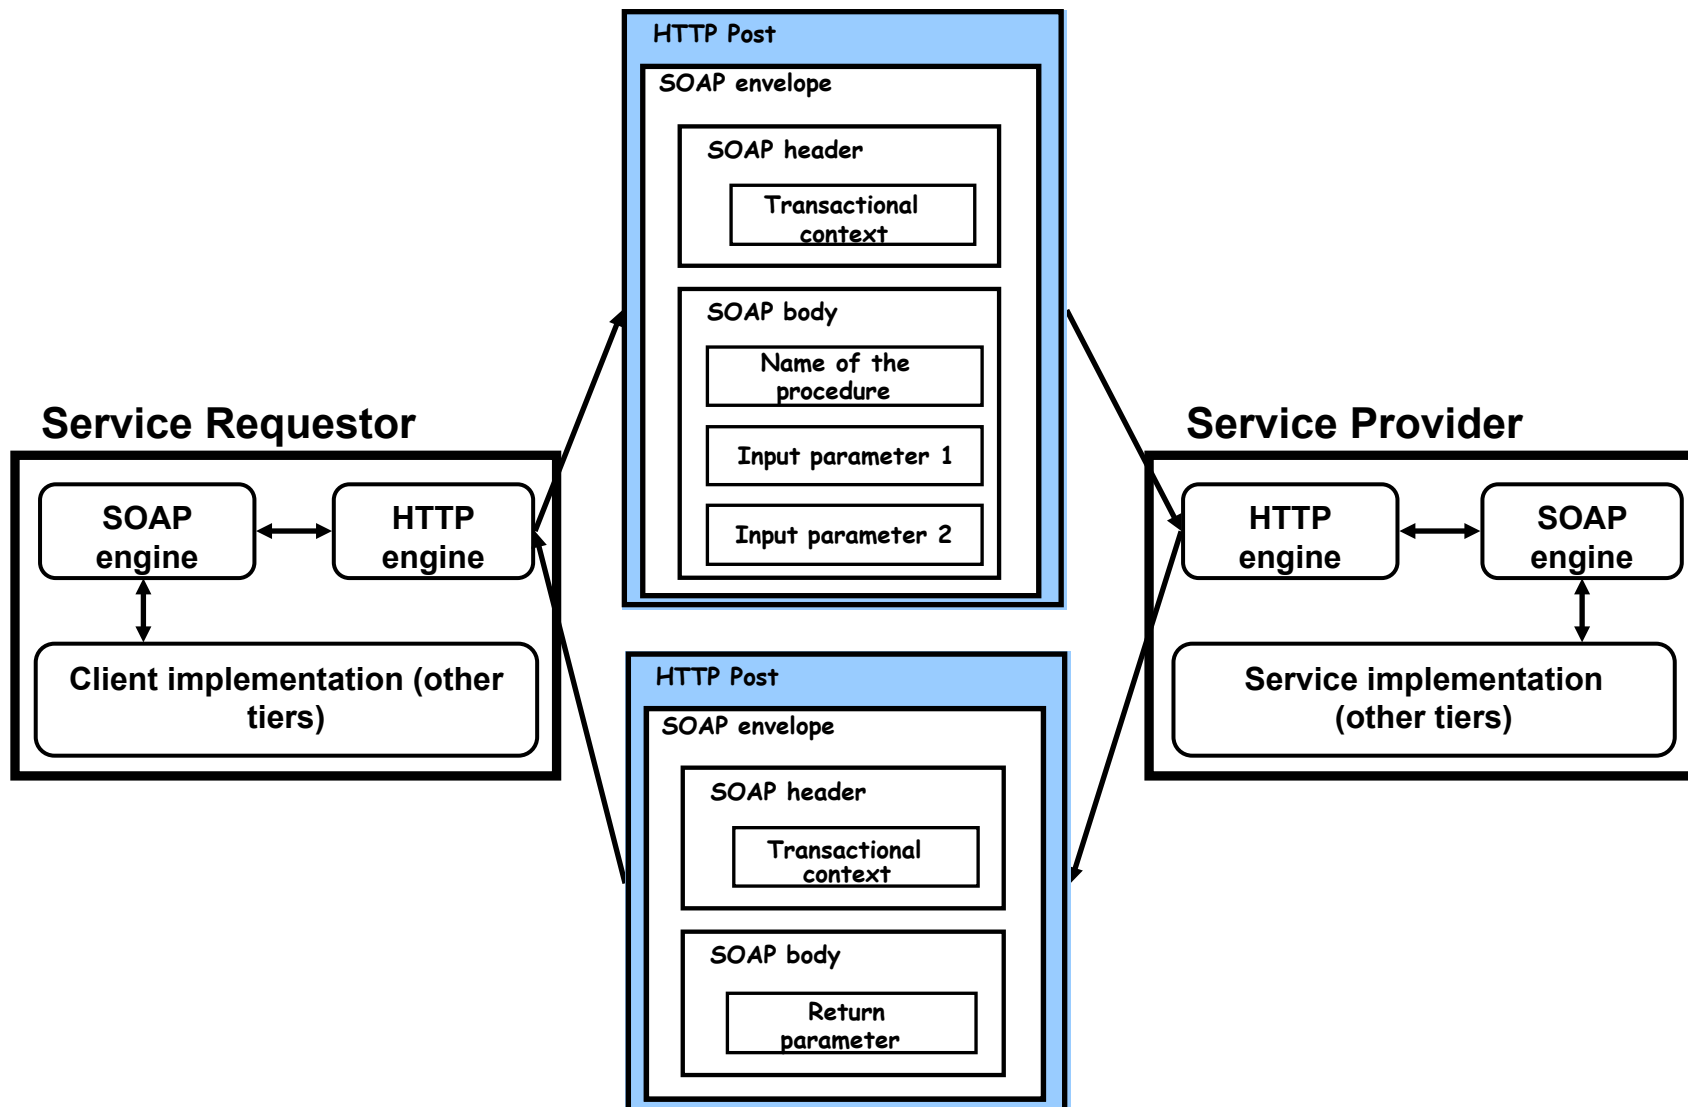 HTTP Post
SOAP envelope
SOAP header
Transactional
context
SOAP body
Name of the
procedure
Input parameter 1
Input parameter 2
Service Requestor
SOAP
engine
HTTP
engine
Client implementation (other
tiers)
Service Provider
HTTP
engine
SOAP
engine
Service implementation
(other tiers)
HTTP Post
SOAP envelope
SOAP header
Transactional
context
SOAP body
Return
parameter